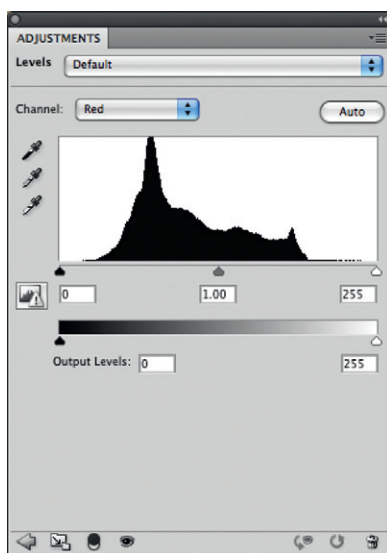 ADJUSTMENTS
Levels Default
Channel: Red Auto
0 1.00 255
Output Levels: 0 255